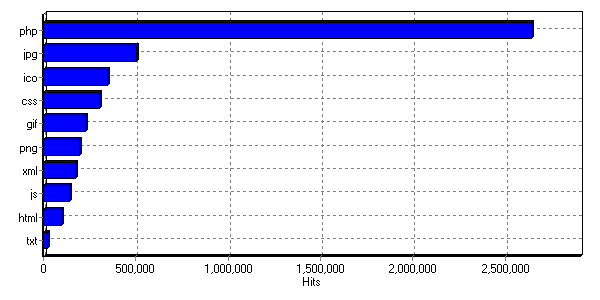 php
jpg
ico
css
gif
png
xml
js
html
txt
0 500,000 1,000,000 1,500,000 2,000,000 2,500,000
Hits